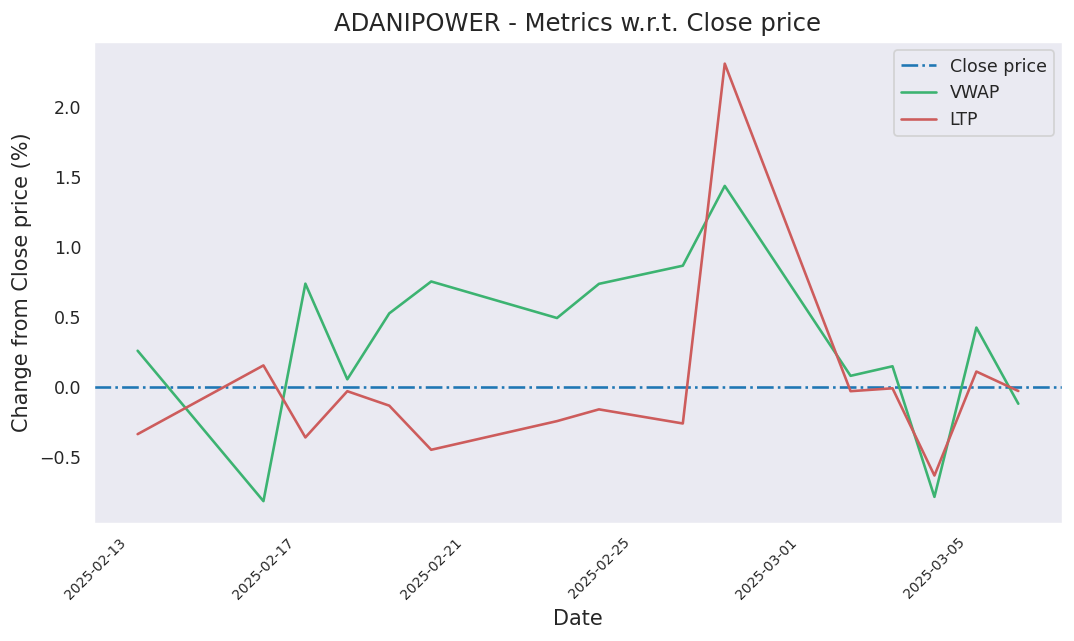 ADANIPOWER - Metrics w.r.t. Close price
Close price
VWAP
LTP
Change from Close price (%)
2.0
1.5
1.0
0.5
0.0
−0.5
2025-02-13
2025-02-17
2025-02-21
2025-02-25
2025-03-01
2025-03-05
Date